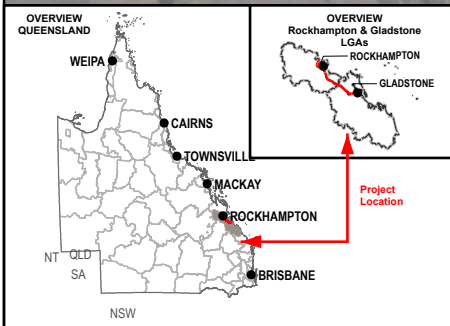 OVERVIEW
QUEENSLAND
WEIPA
CAIRNS
TOWNSVILLE
MACKAY
ROCKHAMPTON
BRISBANE
NT
QLD
SA
NSW
OVERVIEW
Rockhampton & Gladstone
LGAs
ROCKHAMPTON
GLADSTONE
Project
Location